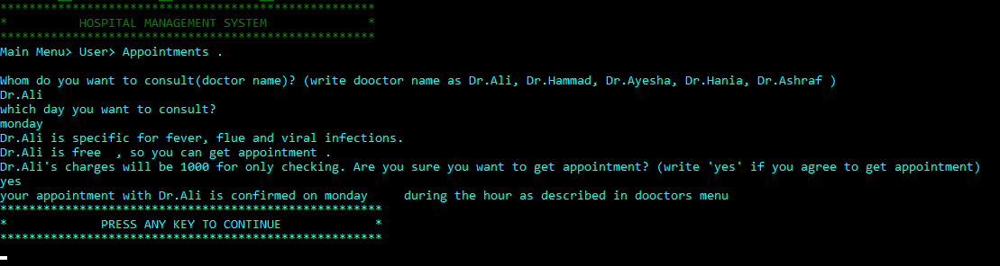 ****************************************************
*          HOSPITAL MANAGEMENT SYSTEM              *
****************************************************
Main Menu> User> Appointments .
Whom do you want to consult(doctor name)? (write dooctor name as Dr.Ali, Dr.Hammad, Dr.Ayesha, Dr.Hania, Dr.Ashraf )
Dr.Ali
which day you want to consult?
monday
Dr.Ali is specific for fever, flue and viral infections.
Dr.Ali is free  , so you can get appointment .
Dr.Ali's charges will be 1000 for only checking. Are you sure you want to get appointment? (write 'yes' if you agree to get appointment)
yes
your appointment with Dr.Ali is confirmed on monday     during the hour as described in dooctors menu
*****************************************************
*             PRESS ANY KEY TO CONTINUE             *
*****************************************************